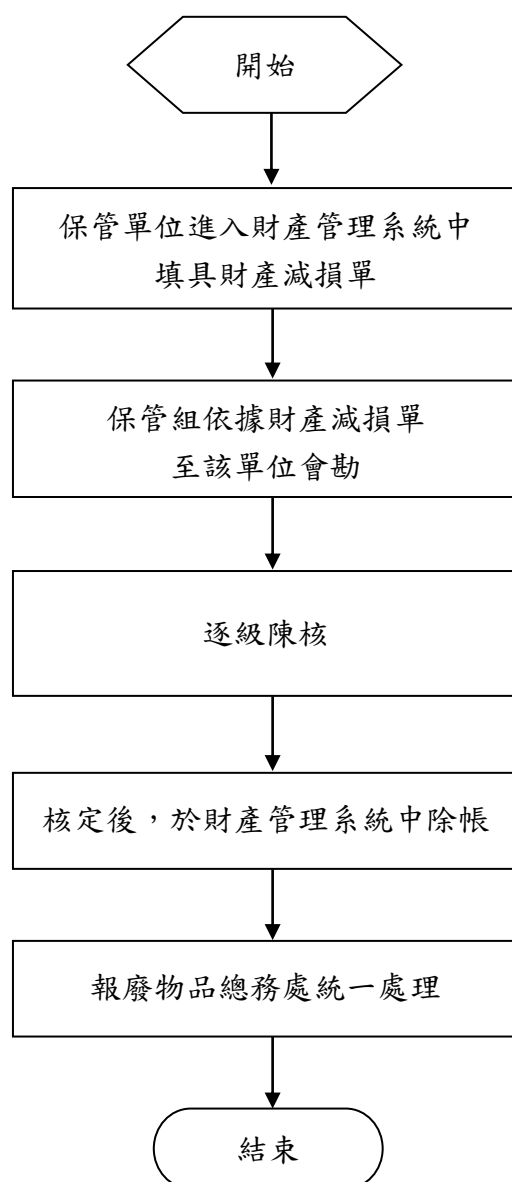 開始
保管單位進入財產管理系統中
填具財產減損單
保管組依據財產減損單
至該單位會勘
逐級陳核
核定後，於財產管理系統中除帳
報廢物品總務處統一處理
結束